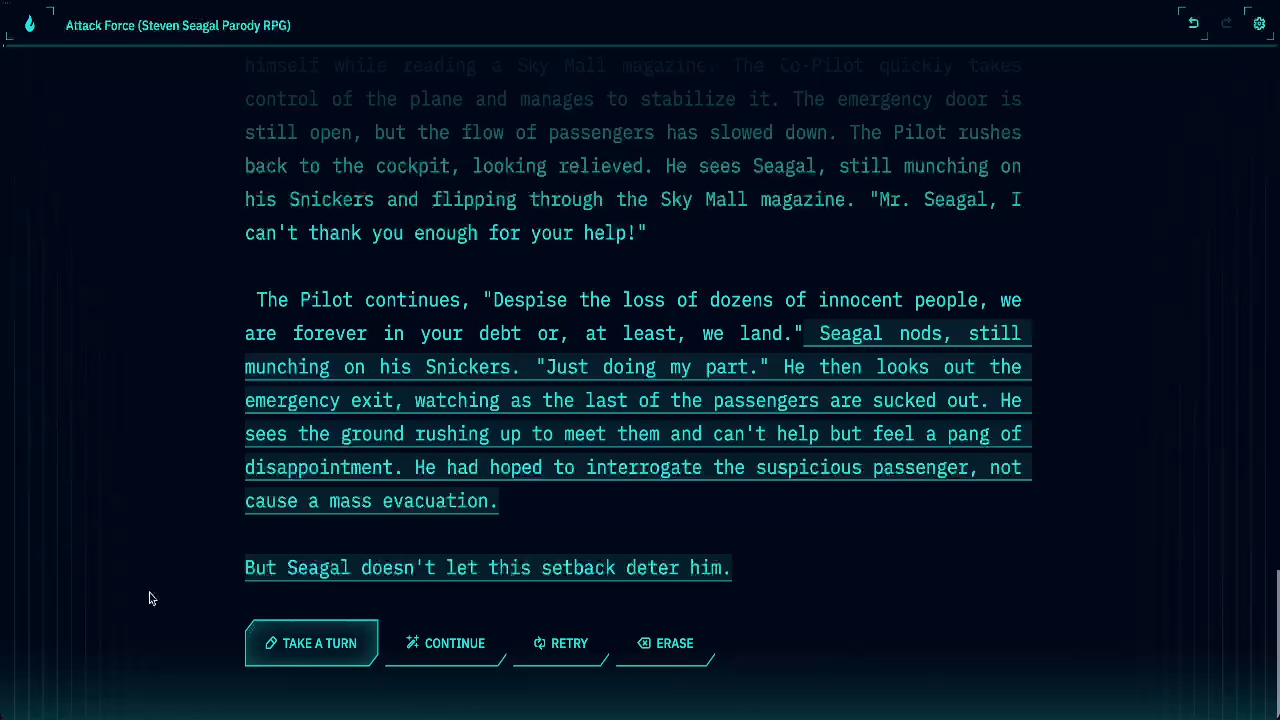 Attack Force (Steven Seagal Parody RPG)
himself while reading a Sky Mall magazine. The Co-Pilot quickly takes
control of the plane and manages to stabilize it. The emergency door is
still open, but the flow of passengers has slowed down. The Pilot rushes
back to the cockpit, looking relieved. He sees Seagal, still munching on
his Snickers and flipping through the Sky Mall magazine. "Mr. Seagal, I
can't thank you enough for your help!"
The Pilot continues, "Despise the loss of dozens of innocent people, we
are forever in your debt or, at least, we land." Seagal nods, still
munching on his Snickers. "Just doing my part." He then looks out the
emergency exit, watching as the last of the passengers are sucked out. He
sees the ground rushing up to meet them and can't help but feel a pang of
disappointment. He had hoped to interrogate the suspicious passenger, not
cause a mass evacuation.
But Seagal doesn't let this setback deter him.
TAKE A TURN CONTINUE RETRY ERASE